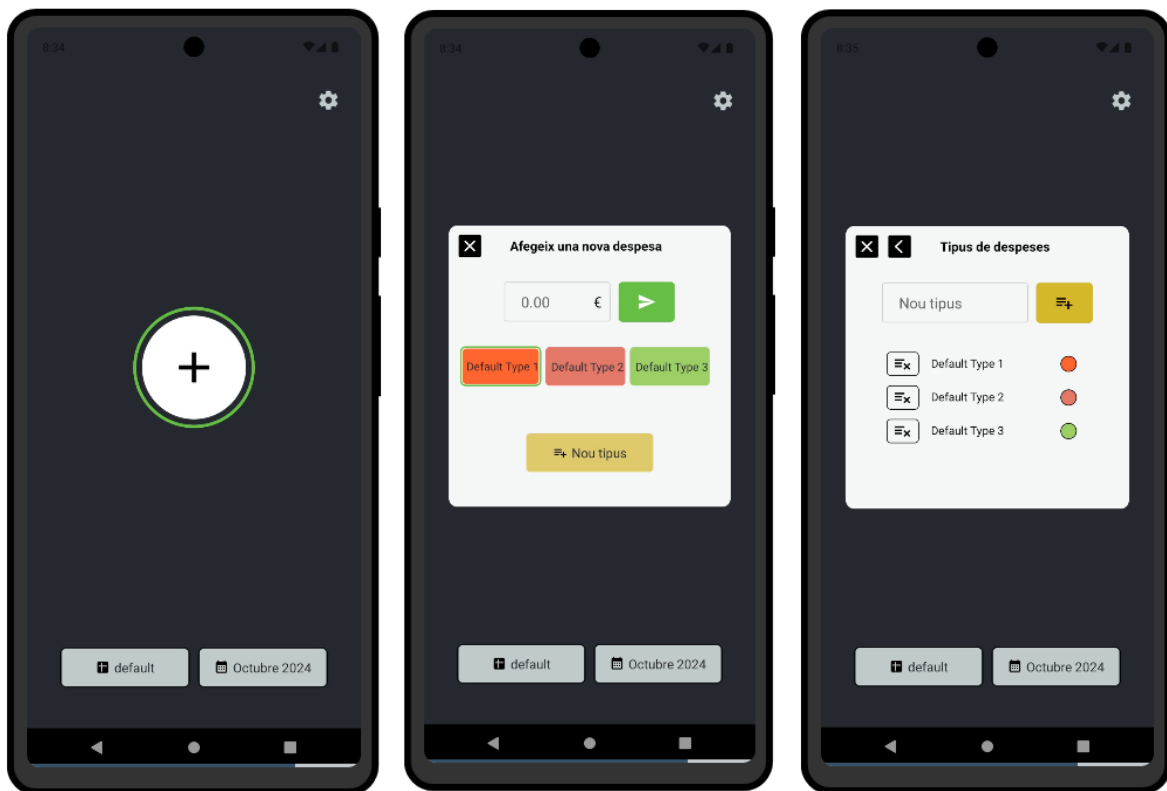 8:34
default
Octubre 2024
8:34
Afegeix una nova despesa
0.00 €
Default Type 1 Default Type 2 Default Type 3
Nou tipus
default
Octubre 2024
8:35
Tipus de despeses
Nou tipus
Default Type 1
Default Type 2
Default Type 3
default
Octubre 2024